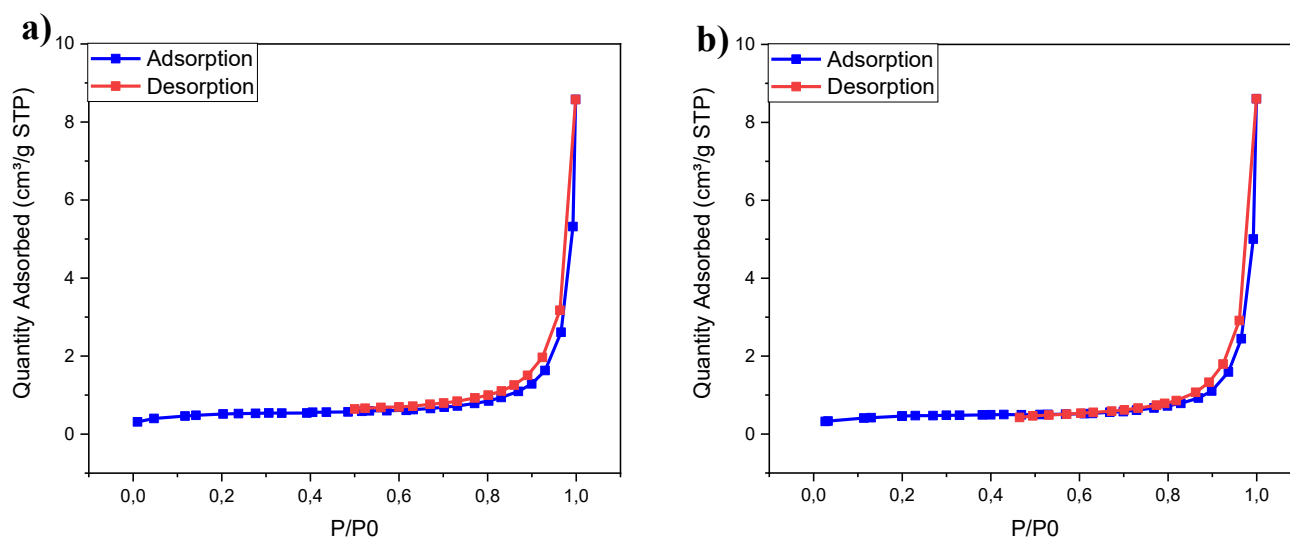 a)
Adsorption
Desorption
Quantity Adsorbed (cm³/g STP)
10
8
6
4
2
0
0,0
0,2
0,4
0,6
0,8
1,0
P/P0
b)
Adsorption
Desorption
Quantity Adsorbed (cm³/g STP)
10
8
6
4
2
0
0,0
0,2
0,4
0,6
0,8
1,0
P/P0